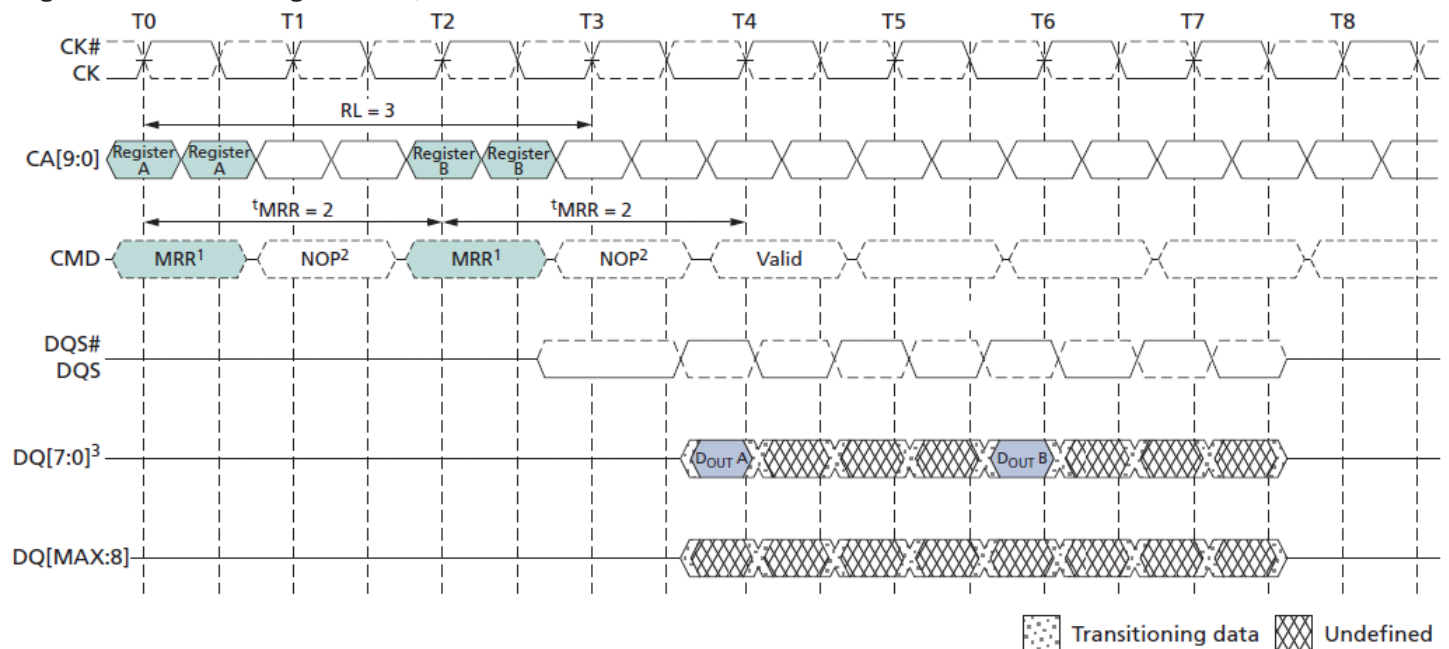 T0 T1 T2 T3 T4 T5 T6 T7 T8
CK#
CK
RL = 3
CA[9:0] Register A Register A Register B Register B
tMRR = 2 tMRR = 2
CMD MRR1 NOP2 MRR1 NOP2 Valid
DQS#
DQS
DQ[7:0]3 DOUT A DOUT B
DQ[MAX:8]
Transitioning data Undefined